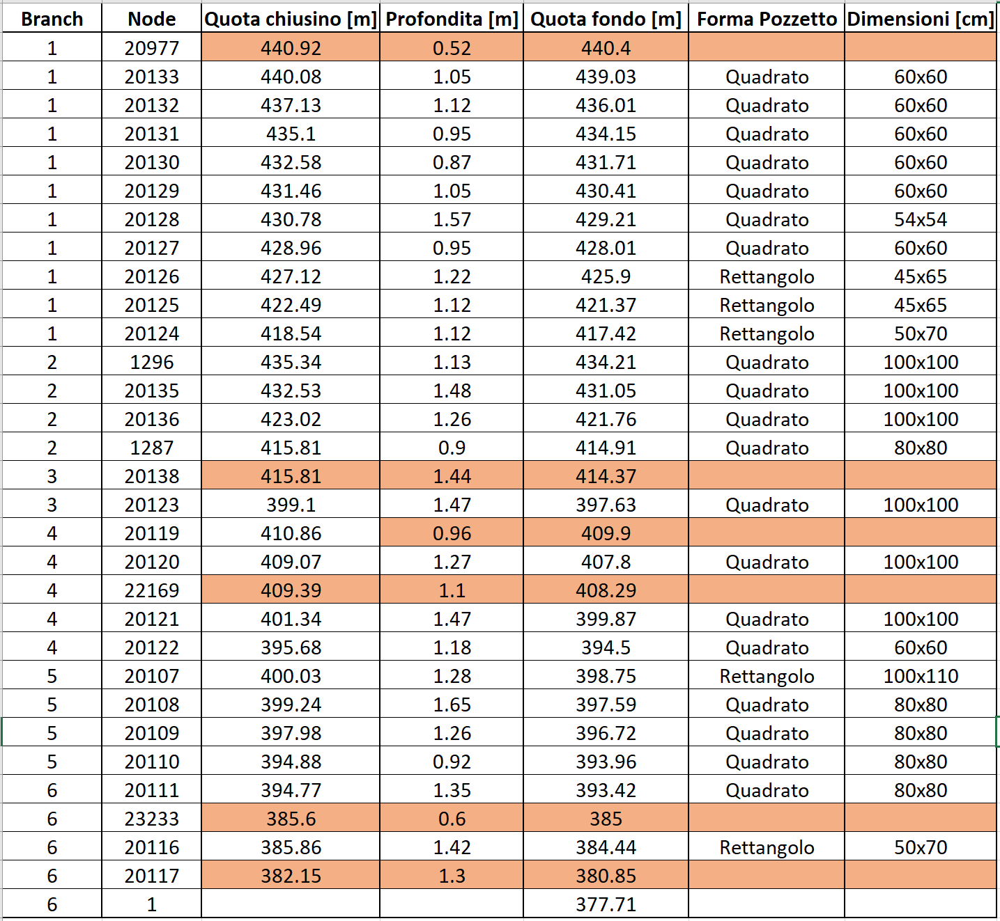 Branch Node Quota chiusino [m] Profondita [m] Quota fondo [m] Forma Pozzetto Dimensioni [cm]
1 20977 440.92 0.52 440.4
1 20133 440.08 1.05 439.03 Quadrato 60x60
1 20132 437.13 1.12 436.01 Quadrato 60x60
1 20131 435.1 0.95 434.15 Quadrato 60x60
1 20130 432.58 0.87 431.71 Quadrato 60x60
1 20129 431.46 1.05 430.41 Quadrato 60x60
1 20128 430.78 1.57 429.21 Quadrato 54x54
1 20127 428.96 0.95 428.01 Quadrato 60x60
1 20126 427.12 1.22 425.9 Rettangolo 45x65
1 20125 422.49 1.12 421.37 Rettangolo 45x65
1 20124 418.54 1.12 417.42 Rettangolo 50x70
2 1296 435.34 1.13 434.21 Quadrato 100x100
2 20135 432.53 1.48 431.05 Quadrato 100x100
2 20136 423.02 1.26 421.76 Quadrato 100x100
2 1287 415.81 0.9 414.91 Quadrato 80x80
3 20138 415.81 1.44 414.37
3 20123 399.1 1.47 397.63 Quadrato 100x100
4 20119 410.86 0.96 409.9
4 20120 409.07 1.27 407.8 Quadrato 100x100
4 22169 409.39 1.1 408.29
4 20121 401.34 1.47 399.87 Quadrato 100x100
4 20122 395.68 1.18 394.5 Quadrato 60x60
5 20107 400.03 1.28 398.75 Rettangolo 100x110
5 20108 399.24 1.65 397.59 Quadrato 80x80
5 20109 397.98 1.26 396.72 Quadrato 80x80
5 20110 394.88 0.92 393.96 Quadrato 80x80
6 20111 394.77 1.35 393.42 Quadrato 80x80
6 23233 385.6 0.6 385
6 20116 385.86 1.42 384.44 Rettangolo 50x70
6 20117 382.15 1.3 380.85
6 1 377.71